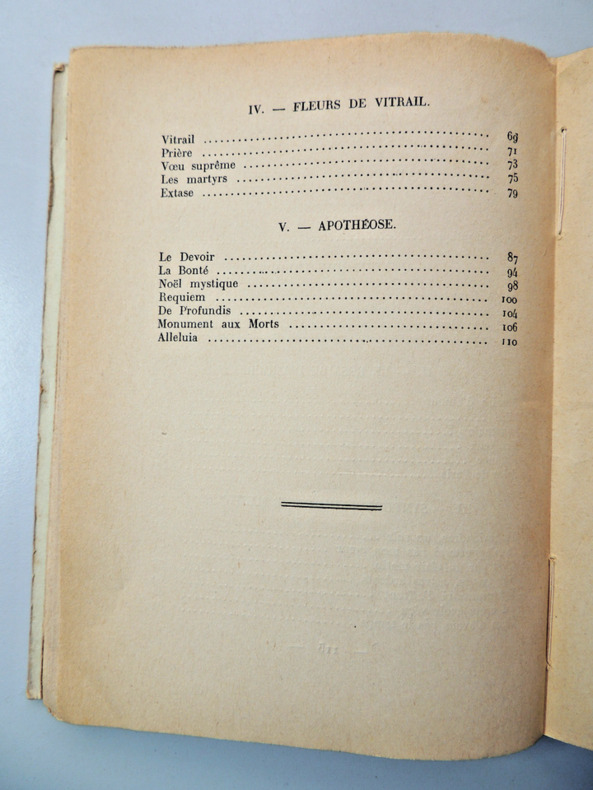 IV. — FLEURS DE VITRAIL.
Vitrail ........................................ 69
Prière ........................................ 71
Vœu suprême ........................................ 73
Les martyrs ........................................ 75
Extase ........................................ 79
V. — APOTHÉOSE.
Le Devoir ........................................ 87
La Bonté ........................................ 94
Noël mystique ........................................ 98
Requiem ........................................ 100
De Profundis ........................................ 104
Monument aux Morts ........................................ 106
Alleluia ........................................ 110